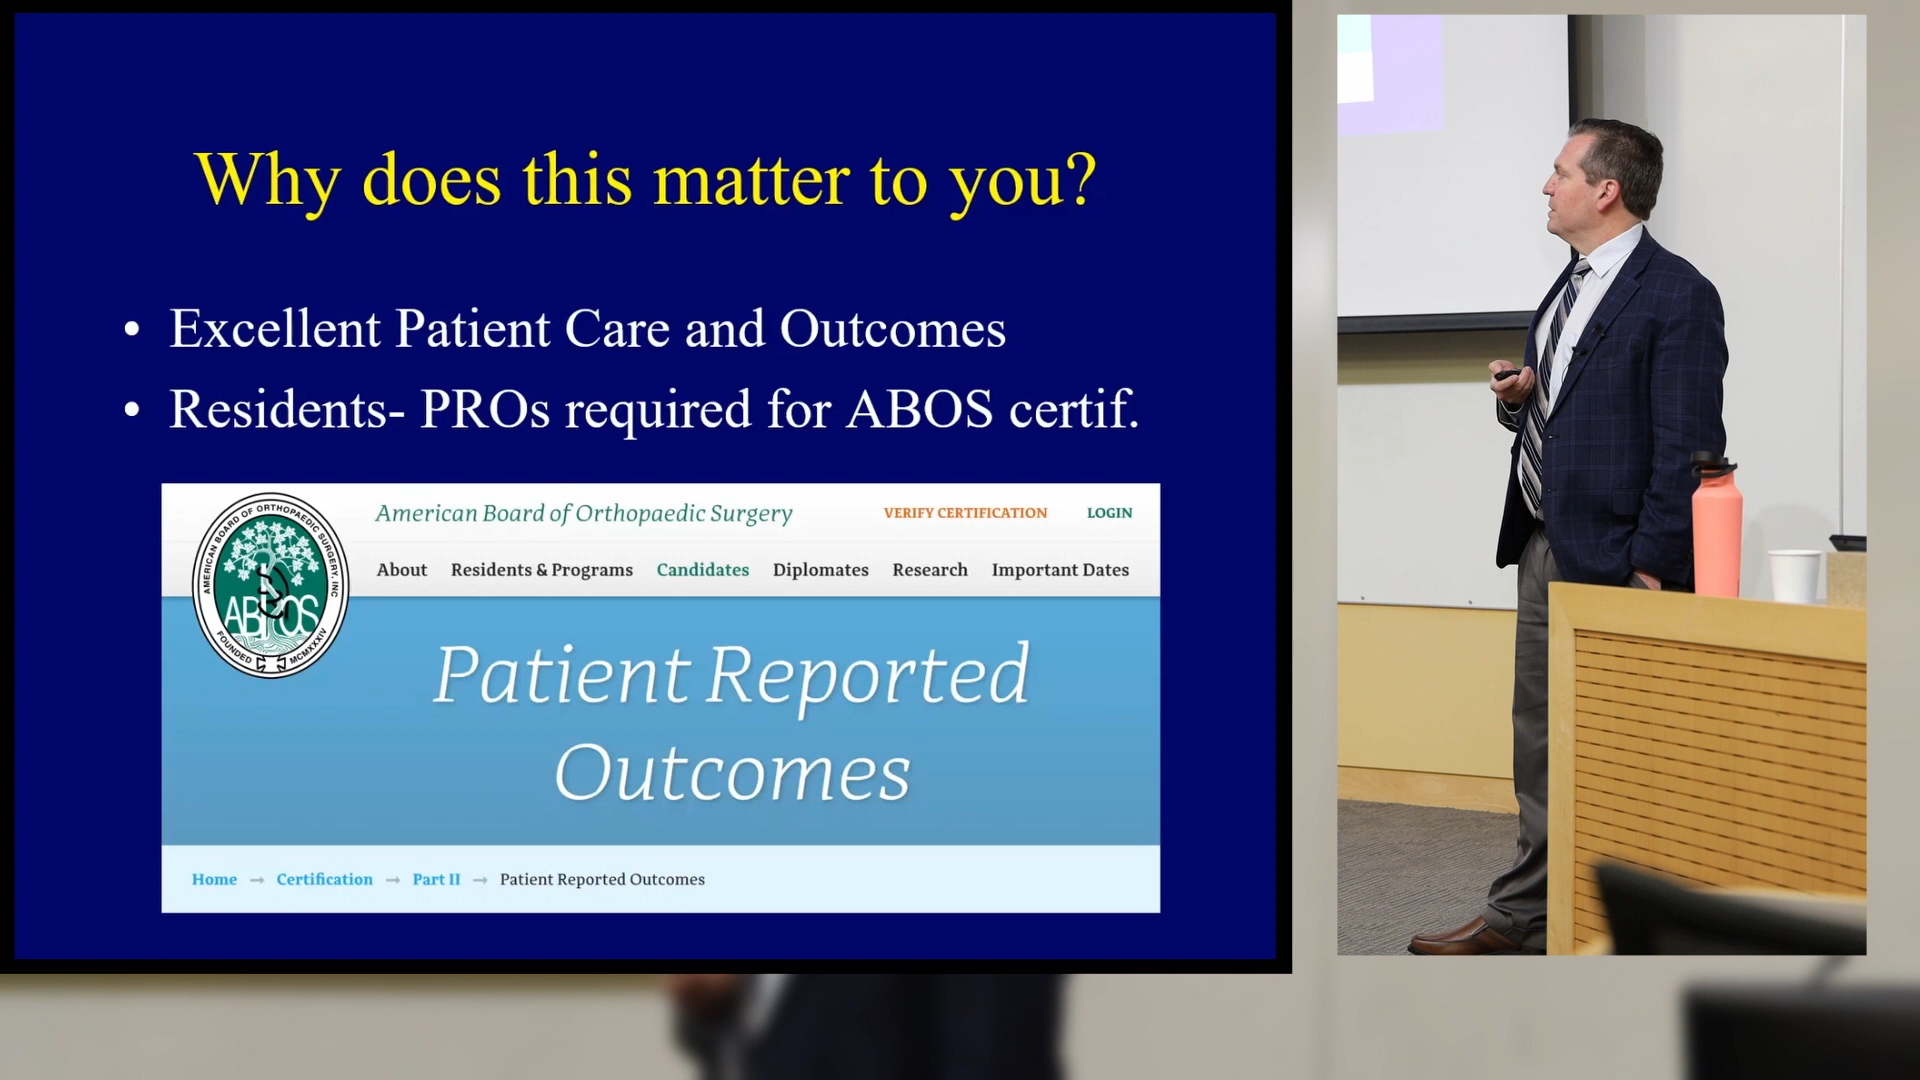 Why does this matter to you?
• Excellent Patient Care and Outcomes
• Residents- PROs required for ABOS certif.
American Board of Orthopaedic Surgery
VERIFY CERTIFICATION
LOGIN
AMERICAN BOARD OF ORTHOPAEDIC SURGERY, INC
ABOS
FOUNDED MCMXXXIV
About Residents & Programs Candidates Diplomates Research Important Dates
Patient Reported
Outcomes
Home → Certification → Part II → Patient Reported Outcomes